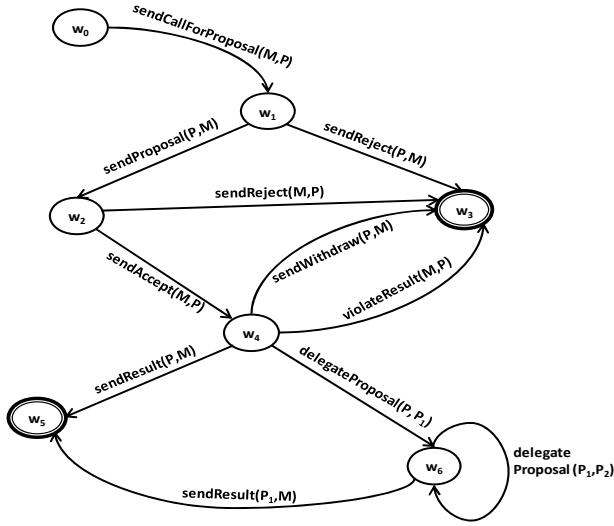 w₀
sendCallForProposal(M,P)
w₁
sendProposal(P,M)
sendReject(P,M)
sendReject(M,P)
w₂
w₃
sendWithdraw(P,M)
sendAccept(M,P)
violateResult(M,P)
w₄
sendResult(P,M)
delegateProposal(P, P₁)
w₅
w₆
delegate
Proposal (P₁,P₂)
sendResult(P₁,M)